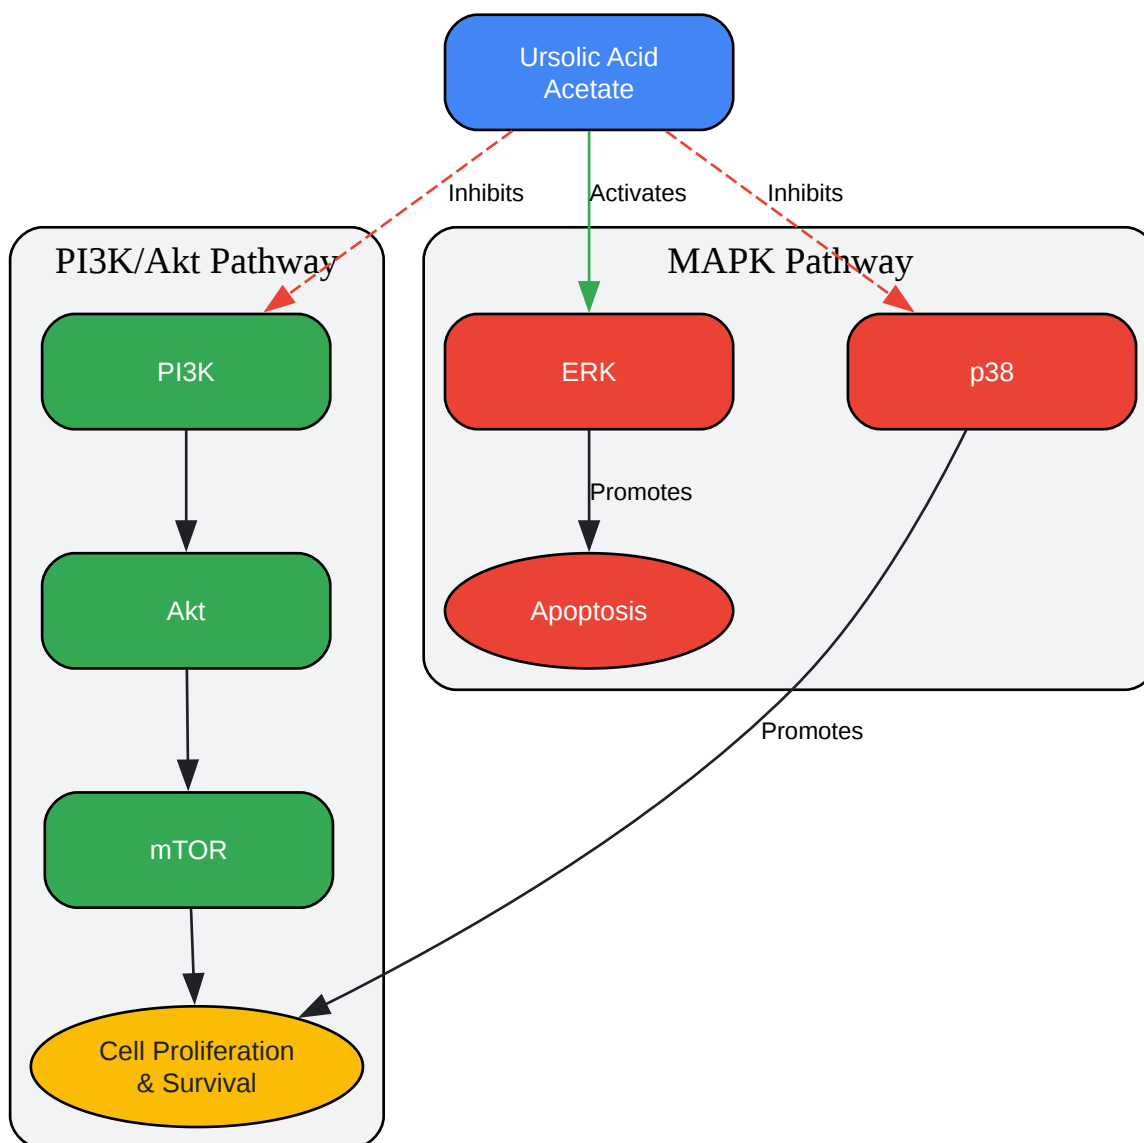 Ursolic Acid
Acetate
Inhibits
Activates
Inhibits
PI3K/Akt Pathway
MAPK Pathway
PI3K
ERK
p38
Promotes
Akt
Apoptosis
Promotes
mTOR
Cell Proliferation
& Survival